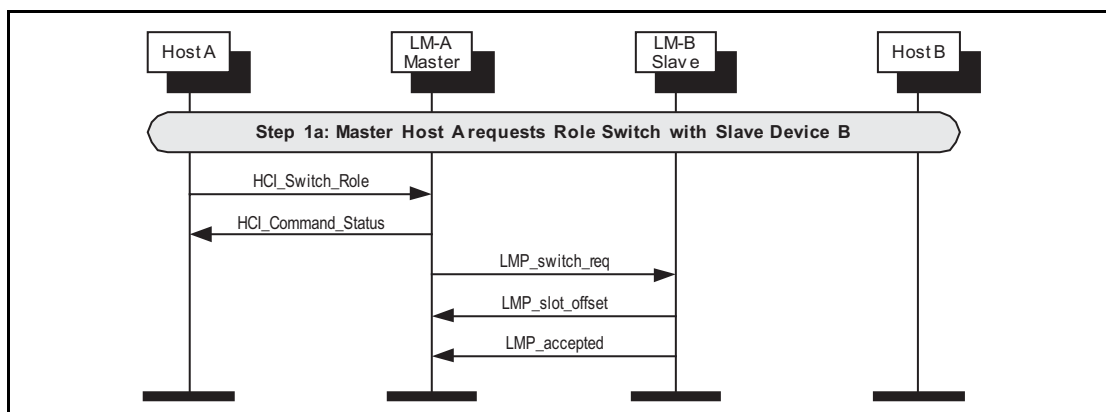 Host A
LM-A
Master
LM-B
Slave
Host B
Step 1a: Master Host A requests Role Switch with Slave Device B
HCI_Switch_Role
HCI_Command_Status
LMP_switch_req
LMP_slot_offset
LMP_accepted